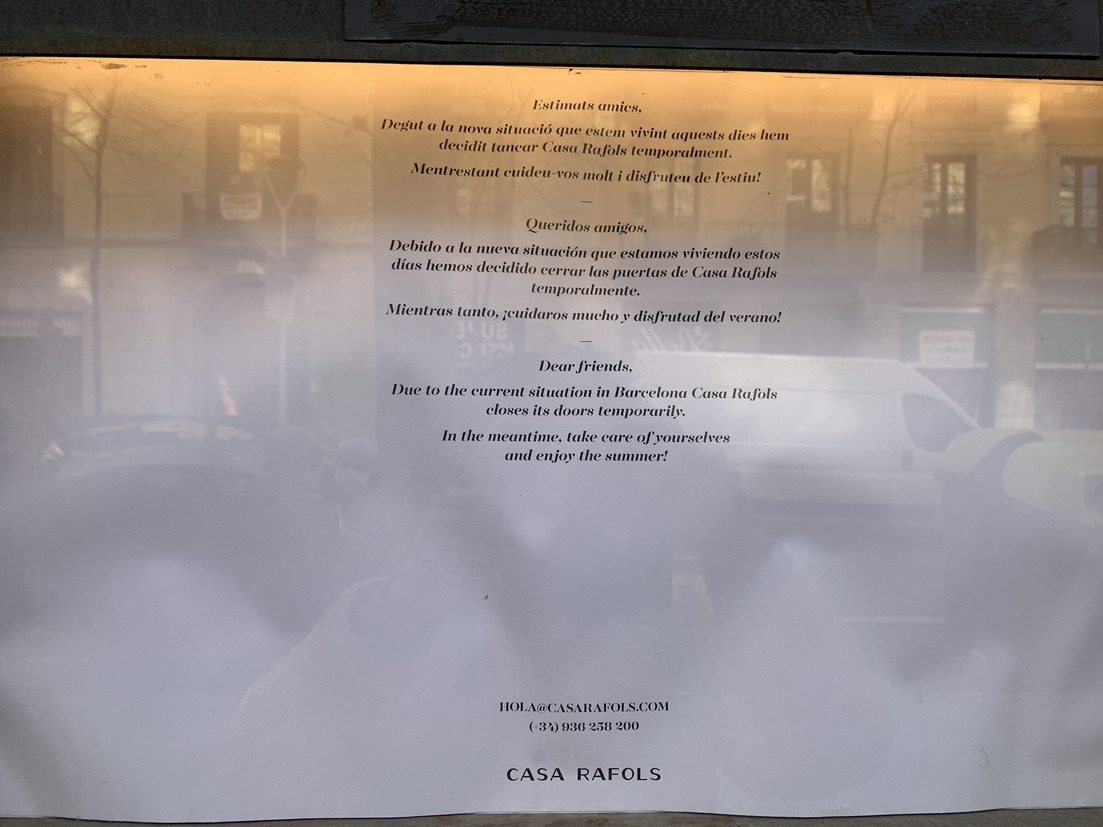 Estimats amics,
Degut a la nova situació que estem vivint aquests dies hem
decidit tancar Casa Rafols temporalment.
Mentrestant cuideu-vos molt i disfruteu de l'estiu!
—
Queridos amigos,
Debido a la nueva situación que estamos viviendo estos
días hemos decidido cerrar las puertas de Casa Rafols
temporalmente.
Mientras tanto, ¡cuidaros mucho y disfrutad del verano!
—
Dear friends,
Due to the current situation in Barcelona Casa Rafols
closes its doors temporarily.
In the meantime, take care of yourselves
and enjoy the summer!
HOLA@CASARAFOLS.COM
(+34) 936 258 200
CASA RAFOLS